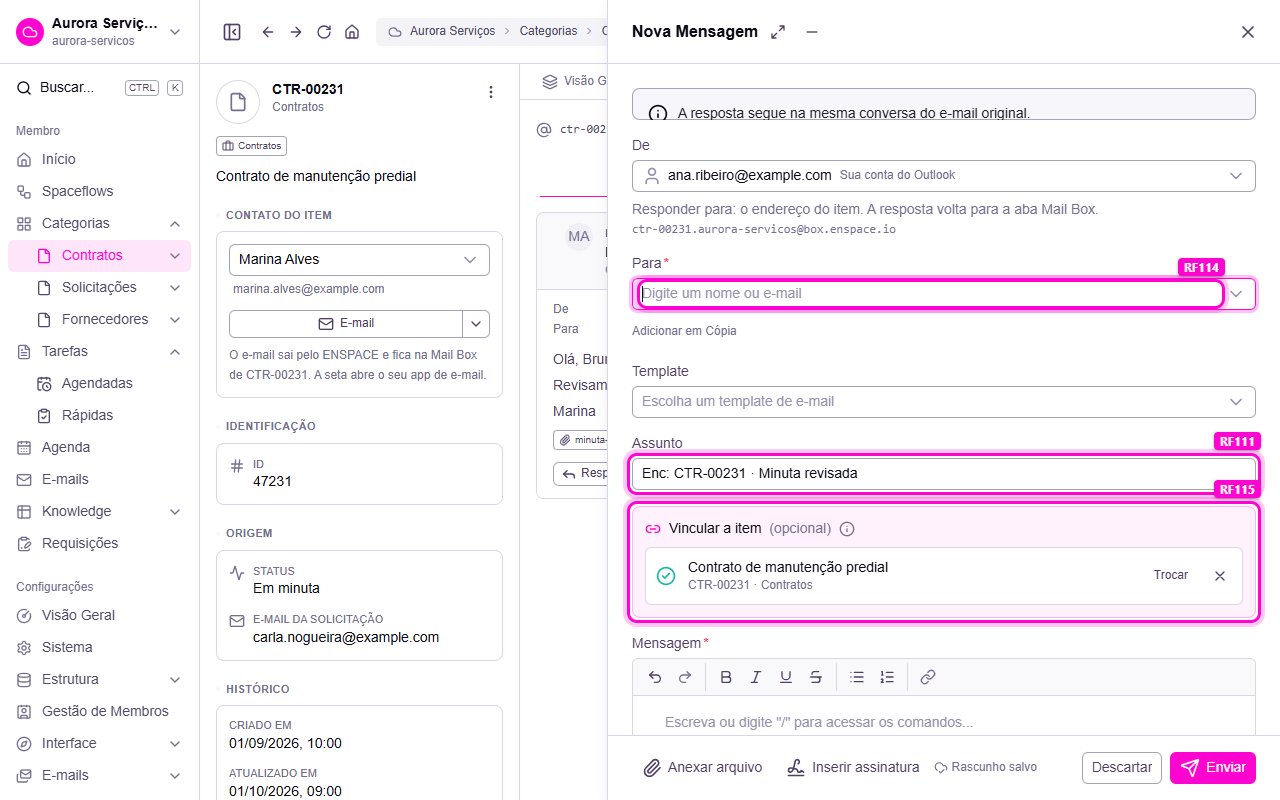 Aurora Serviç...
aurora-servicos
Buscar...
CTRL
K
Membro
Início
Spaceflows
Categorias
Contratos
Solicitações
Fornecedores
Tarefas
Agendadas
Rápidas
Agenda
E-mails
Knowledge
Requisições
Configurações
Visão Geral
Sistema
Estrutura
Gestão de Membros
Interface
E-mails
Aurora Serviços
Categorias
CTR-00231
Contratos
Contratos
Contrato de manutenção predial
CONTATO DO ITEM
Marina Alves
marina.alves@example.com
E-mail
O e-mail sai pelo ENSPACE e fica na Mail Box
de CTR-00231. A seta abre o seu app de e-mail.
IDENTIFICAÇÃO
ID
47231
ORIGEM
STATUS
Em minuta
E-MAIL DA SOLICITAÇÃO
carla.nogueira@example.com
HISTÓRICO
CRIADO EM
01/09/2026, 10:00
ATUALIZADO EM
01/10/2026, 09:00
Visão G
ctr-002
MA
De
Para
Olá, Bru
Revisam
Marina
minuta-
Resp
Nova Mensagem
A resposta segue na mesma conversa do e-mail original.
De
ana.ribeiro@example.com Sua conta do Outlook
Responder para: o endereço do item. A resposta volta para a aba Mail Box.
ctr-00231.aurora-servicos@box.enspace.io
Para*
RF114
Digite um nome ou e-mail
Adicionar em Cópia
Template
Escolha um template de e-mail
Assunto
RF111
Enc: CTR-00231 · Minuta revisada
RF115
Vincular a item (opcional)
Contrato de manutenção predial
CTR-00231 · Contratos
Trocar
Mensagem*
Escreva ou digite "/" para acessar os comandos...
Anexar arquivo
Inserir assinatura
Rascunho salvo
Descartar
Enviar